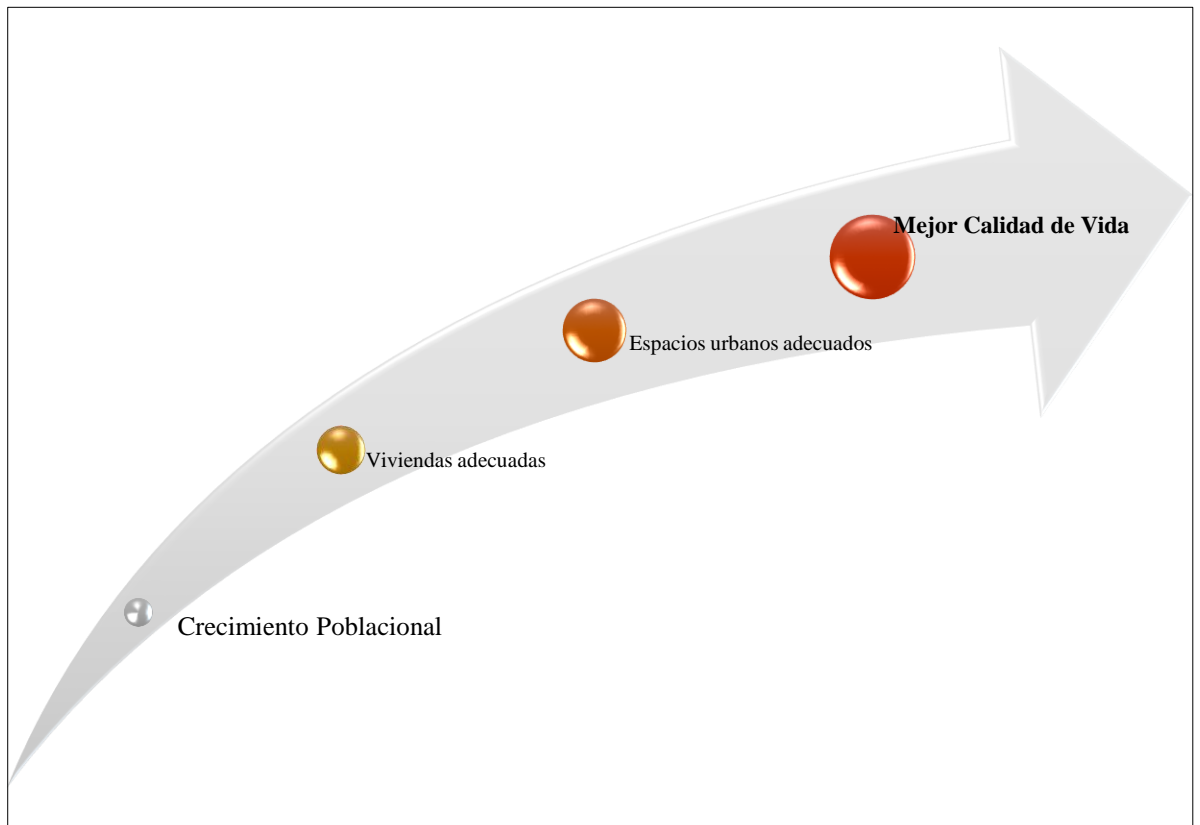 Mejor Calidad de Vida
Espacios urbanos adecuados
Viviendas adecuadas
Crecimiento Poblacional